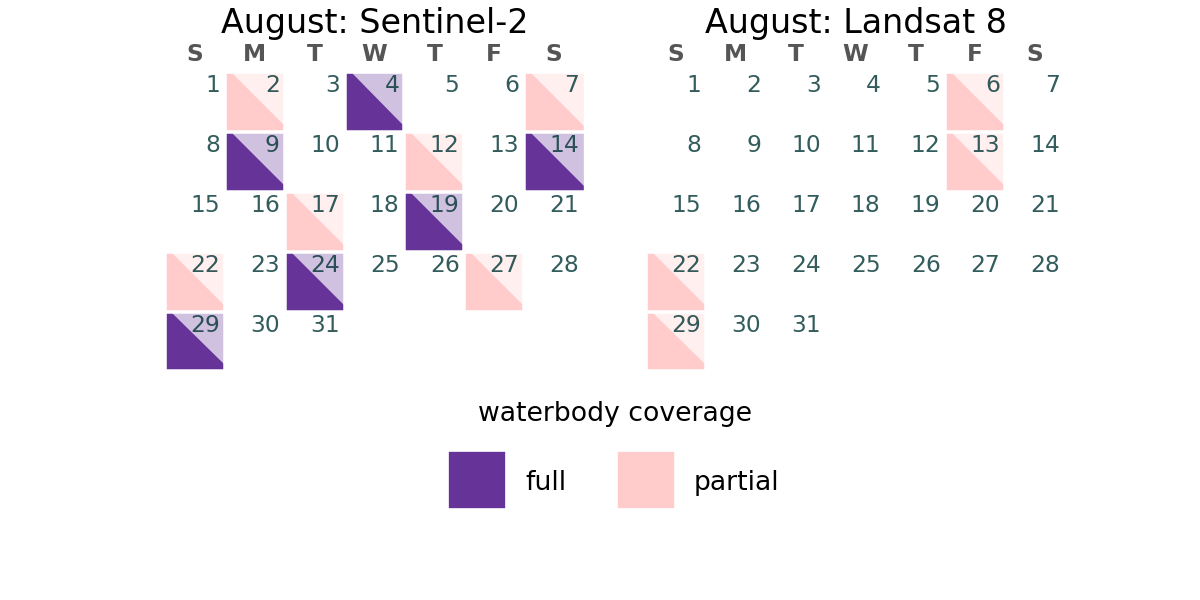 August: Sentinel-2
S M T W T F S
1 2 3 4 5 6 7
8 9 10 11 12 13 14
15 16 17 18 19 20 21
22 23 24 25 26 27 28
29 30 31
August: Landsat 8
S M T W T F S
1 2 3 4 5 6 7
8 9 10 11 12 13 14
15 16 17 18 19 20 21
22 23 24 25 26 27 28
29 30 31
waterbody coverage
full
partial